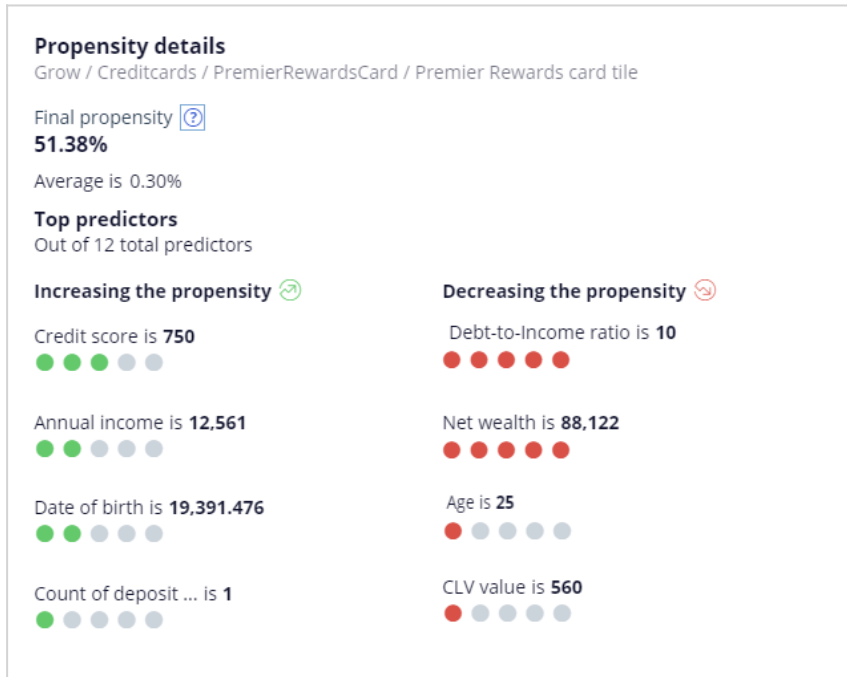 Propensity details
Grow / Creditcards / PremierRewardsCard / Premier Rewards card tile
Final propensity ?
51.38%
Average is 0.30%
Top predictors
Out of 12 total predictors
Increasing the propensity
Credit score is 750
Annual income is 12,561
Date of birth is 19,391.476
Count of deposit ... is 1
Decreasing the propensity
Debt-to-Income ratio is 10
Net wealth is 88,122
Age is 25
CLV value is 560